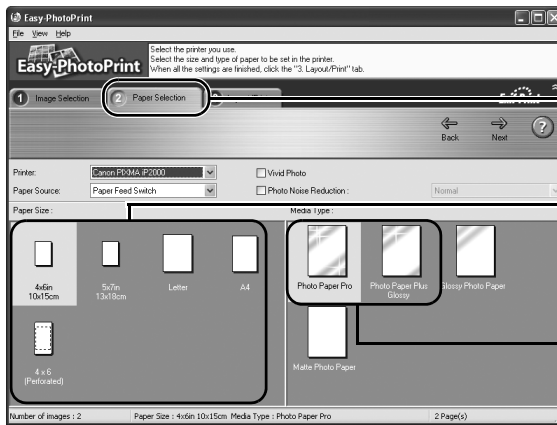 Easy-PhotoPrint
File View Help
Easy-PhotoPrint
Select the printer you use.
Select the size and type of paper to be set in the printer.
When all the settings are finished, click the "3. Layout/Print" tab.
1 Image Selection
2 Paper Selection
Back
Next
?
Printer:
Canon PIXMA iP2000
Vivid Photo
Paper Source:
Paper Feed Switch
Photo Noise Reduction :
Normal
Paper Size :
Media Type :
4x6in
10x15cm
5x7in
13x18cm
Letter
A4
4 x 6
(Perforated)
Photo Paper Pro
Photo Paper Plus
Glossy
Glossy Photo Paper
Matte Photo Paper
Number of images : 2
Paper Size : 4x6in 10x15cm Media Type : Photo Paper Pro
2 Page(s)